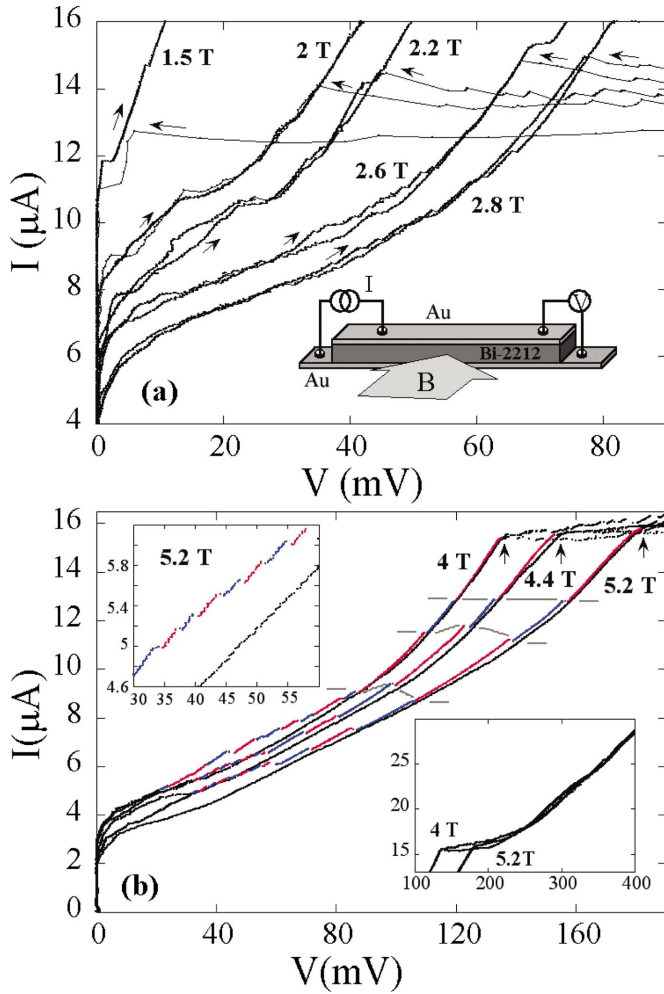 16
(a)
1.5 T
2 T
2.2 T
14
12
2.6 T
2.8 T
10
I (µA)
8
I
V
Au
Bi-2212
6
Au
B
4
0
20
40
60
80
V (mV)
16
5.2 T
5.8
5.4
5
4.6
30
35
40
45
50
55
4 T
4.4 T
5.2 T
14
12
10
I(µA)
8
6
4
2
0
25
20
15
4 T
5.2T
100
200
300
400
(b)
0
40
80
120
160
V(mV)